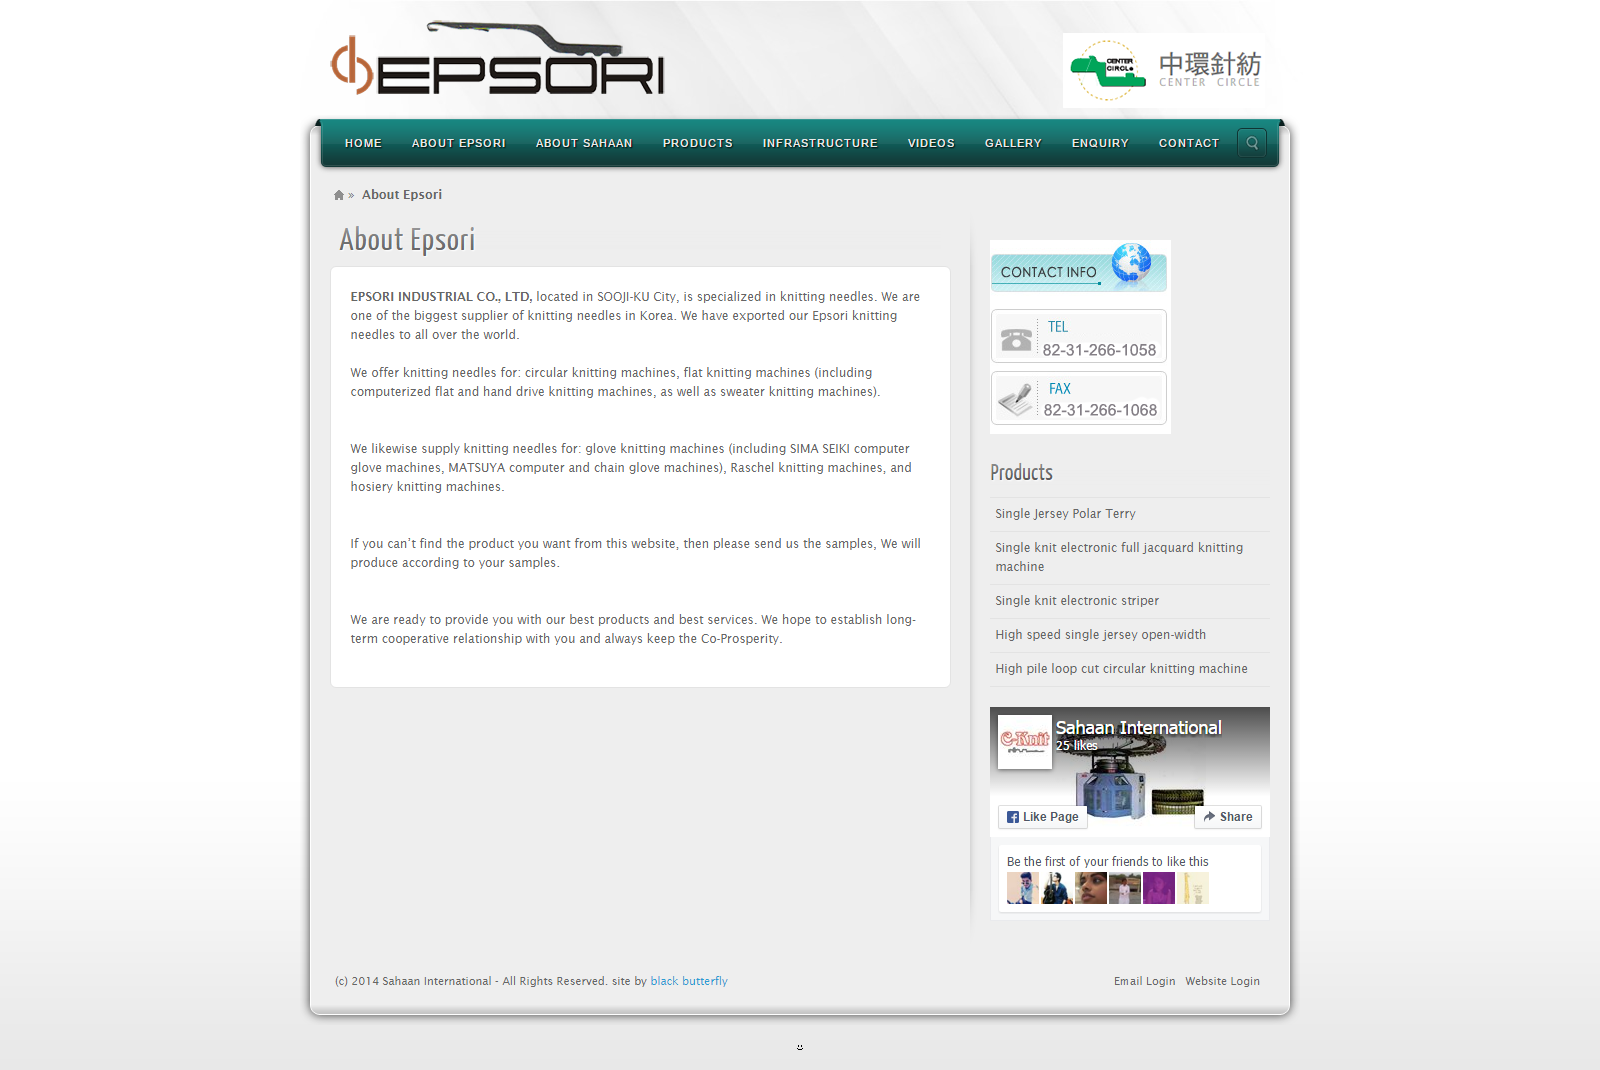 EPSORI
CENTER
CIRCLE
中環針紡
CENTER CIRCLE
HOME
ABOUT EPSORI
ABOUT SAHAAN
PRODUCTS
INFRASTRUCTURE
VIDEOS
GALLERY
ENQUIRY
CONTACT
» About Epsori
About Epsori
EPSORI INDUSTRIAL CO., LTD, located in SOOJI-KU City, is specialized in knitting needles. We are
one of the biggest supplier of knitting needles in Korea. We have exported our Epsori knitting
needles to all over the world.
We offer knitting needles for: circular knitting machines, flat knitting machines (including
computerized flat and hand drive knitting machines, as well as sweater knitting machines).
We likewise supply knitting needles for: glove knitting machines (including SIMA SEIKI computer
glove machines, MATSUYA computer and chain glove machines), Raschel knitting machines, and
hosiery knitting machines.
If you can't find the product you want from this website, then please send us the samples, We will
produce according to your samples.
We are ready to provide you with our best products and best services. We hope to establish long-
term cooperative relationship with you and always keep the Co-Prosperity.
CONTACT INFO
TEL
82-31-266-1058
FAX
82-31-266-1068
Products
Single Jersey Polar Terry
Single knit electronic full jacquard knitting
machine
Single knit electronic striper
High speed single jersey open-width
High pile loop cut circular knitting machine
C-Knit
Sahaan International
25 likes
Like Page
Share
Be the first of your friends to like this
(c) 2014 Sahaan International - All Rights Reserved. site by black butterfly
Email Login Website Login